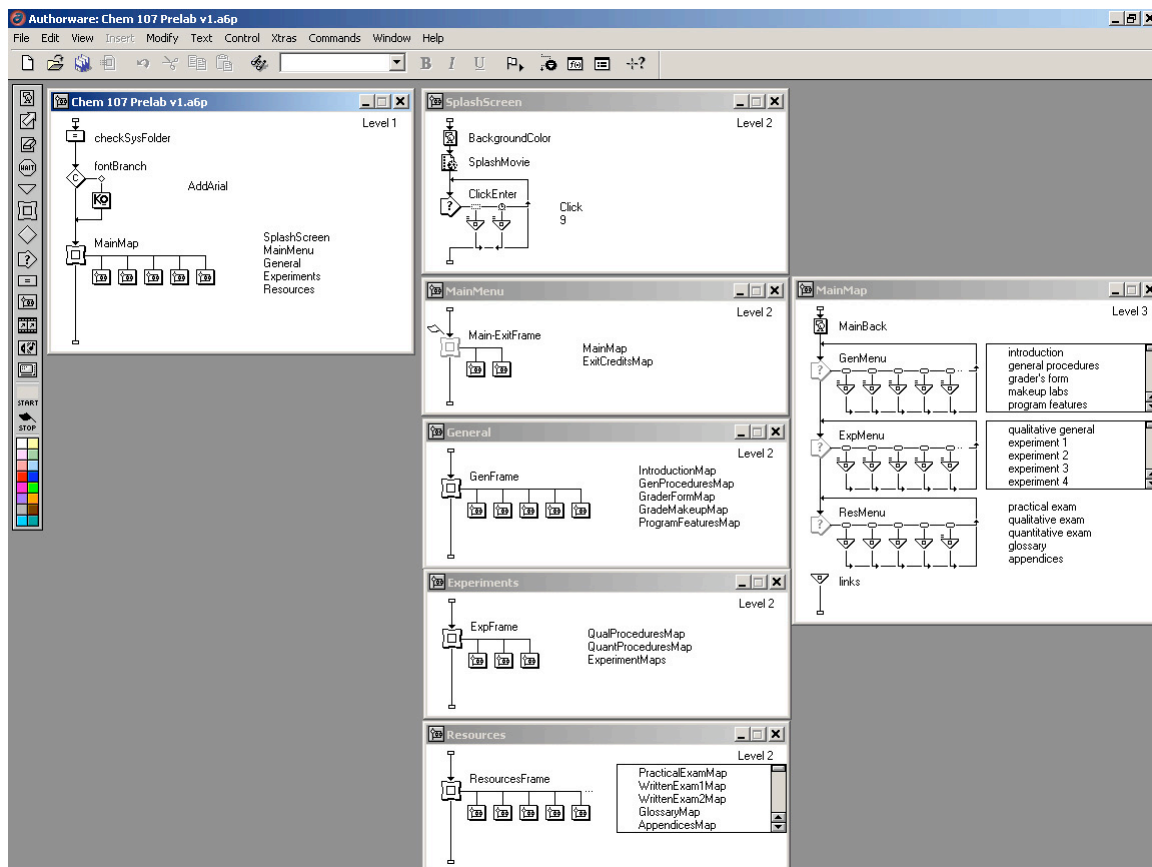 Authorware: Chem 107 Prelab v1.a6p
File Edit View Insert Modify Text Control Xtras Commands Window Help
B I U
Chem 107 Prelab v1.a6p
Level 1
checkSysFolder
fontBranch
C
AddArial
KO
MainMap
SplashScreen
MainMenu
General
Experiments
Resources
WAIT
START
STOP
SplashScreen
Level 2
BackgroundColor
SplashMovie
ClickEnter
Click
9
MainMenu
Level 2
Main-ExitFrame
MainMap
ExitCreditsMap
General
Level 2
GenFrame
IntroductionMap
GenProceduresMap
GraderFormMap
GradeMakeupMap
ProgramFeaturesMap
Experiments
Level 2
ExpFrame
QualProceduresMap
QuantProceduresMap
ExperimentMaps
Resources
Level 2
ResourcesFrame
PracticalExamMap
WrittenExam1Map
WrittenExam2Map
GlossaryMap
AppendicesMap
MainMap
Level 3
MainBack
GenMenu
introduction
general procedures
grader's form
makeup labs
program features
ExpMenu
qualitative general
experiment 1
experiment 2
experiment 3
experiment 4
ResMenu
practical exam
qualitative exam
quantitative exam
glossary
appendices
links